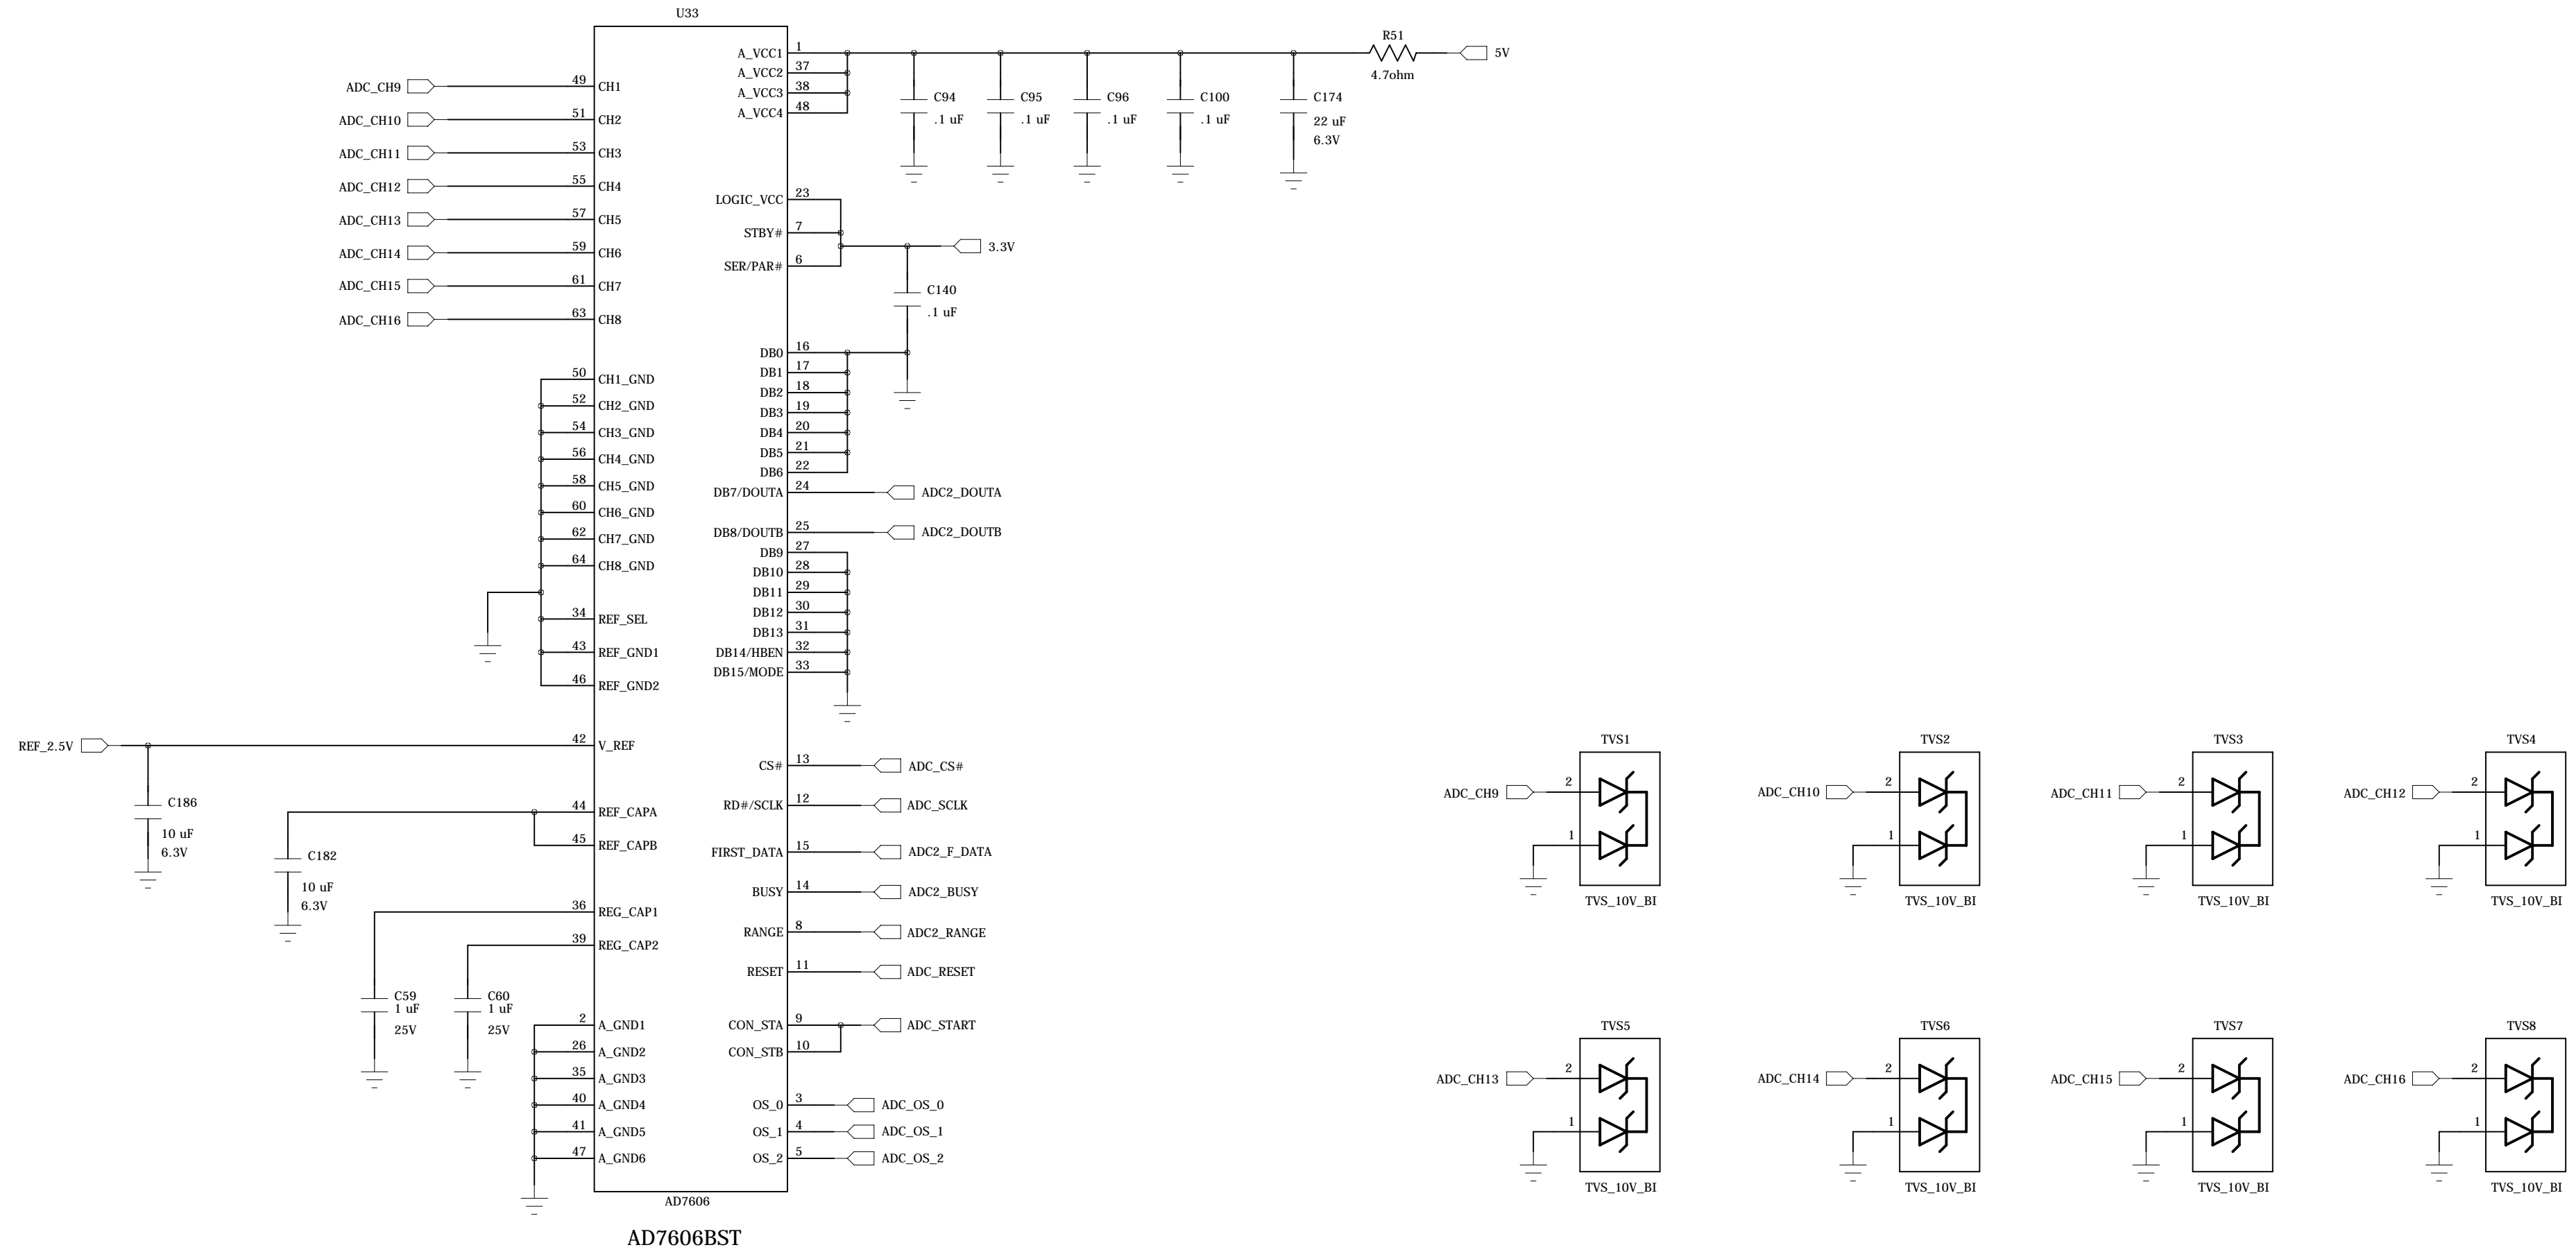 U33
ADC_CH9 49 CH1
ADC_CH10 51 CH2
ADC_CH11 53 CH3
ADC_CH12 55 CH4
ADC_CH13 57 CH5
ADC_CH14 59 CH6
ADC_CH15 61 CH7
ADC_CH16 63 CH8
50 CH1_GND
52 CH2_GND
54 CH3_GND
56 CH4_GND
58 CH5_GND
60 CH6_GND
62 CH7_GND
64 CH8_GND
34 REF_SEL
43 REF_GND1
46 REF_GND2
REF_2.5V 42 V_REF
C186
10 uF
6.3V
44 REF_CAPA
45 REF_CAPB
C182
10 uF
6.3V
36 REG_CAP1
39 REG_CAP2
C59
1 uF
25V
C60
1 uF
25V
2 A_GND1
26 A_GND2
35 A_GND3
40 A_GND4
41 A_GND5
47 A_GND6
A_VCC1 1
A_VCC2 37
A_VCC3 38
A_VCC4 48
C94
.1 uF
C95
.1 uF
C96
.1 uF
C100
.1 uF
C174
22 uF
6.3V
R51
4.7ohm
5V
LOGIC_VCC 23
STBY# 7
SER/PAR# 6
3.3V
C140
.1 uF
DB0 16
DB1 17
DB2 18
DB3 19
DB4 20
DB5 21
DB6 22
DB7/DOUTA 24 ADC2_DOUTA
DB8/DOUTB 25 ADC2_DOUTB
DB9 27
DB10 28
DB11 29
DB12 30
DB13 31
DB14/HBEN 32
DB15/MODE 33
CS# 13 ADC_CS#
RD#/SCLK 12 ADC_SCLK
FIRST_DATA 15 ADC2_F_DATA
BUSY 14 ADC2_BUSY
RANGE 8 ADC2_RANGE
RESET 11 ADC_RESET
CON_STA 9 ADC_START
CON_STB 10
OS_0 3 ADC_OS_0
OS_1 4 ADC_OS_1
OS_2 5 ADC_OS_2
AD7606
AD7606BST
TVS1
ADC_CH9 2
1
TVS_10V_BI
TVS2
ADC_CH10 2
1
TVS_10V_BI
TVS3
ADC_CH11 2
1
TVS_10V_BI
TVS4
ADC_CH12 2
1
TVS_10V_BI
TVS5
ADC_CH13 2
1
TVS_10V_BI
TVS6
ADC_CH14 2
1
TVS_10V_BI
TVS7
ADC_CH15 2
1
TVS_10V_BI
TVS8
ADC_CH16 2
1
TVS_10V_BI